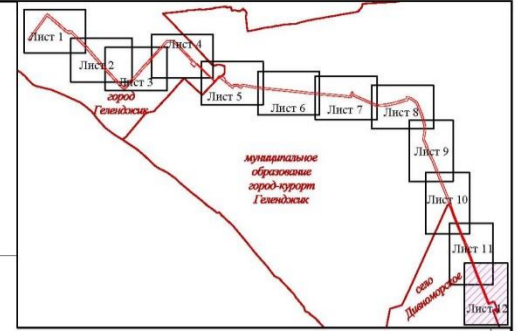 Лист 1
Лист 2
Лист 3
Лист 4
Лист 5
Лист 6
Лист 7
Лист 8
Лист 9
Лист 10
Лист 11
Лист 12
город
Геленджик
муниципальное
образование
город-курорт
Геленджик
село
Дивноморское